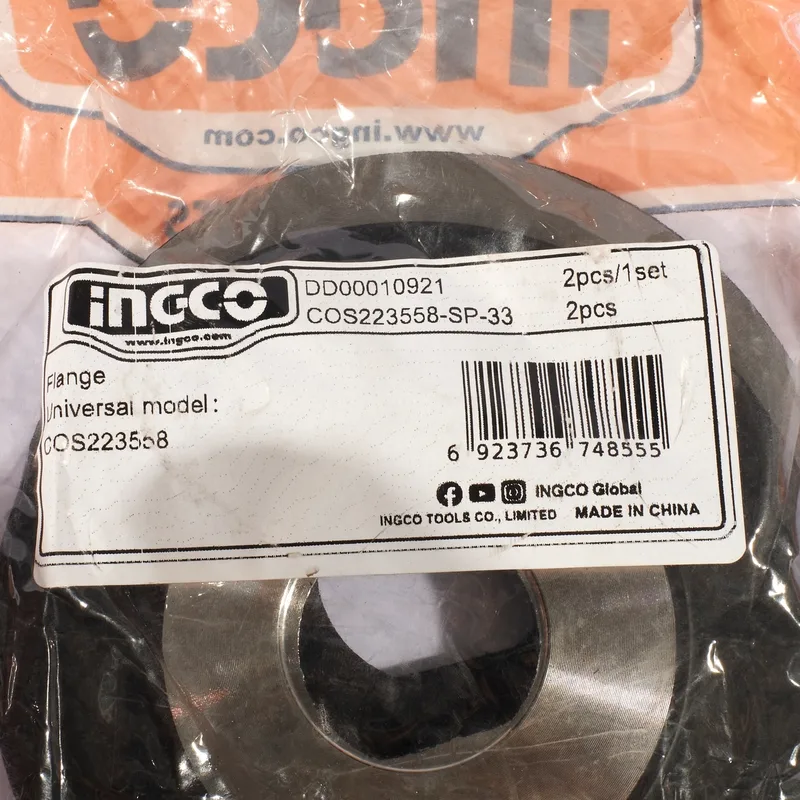 INGCO
www.ingco.com
INGCO
www.ingco.com
DD00010921
2pcs/1set
COS223558-SP-33
2pcs
Flange
Universal model:
COS223558
6 923736 748555
INGCO Global
INGCO TOOLS CO., LIMITED
MADE IN CHINA